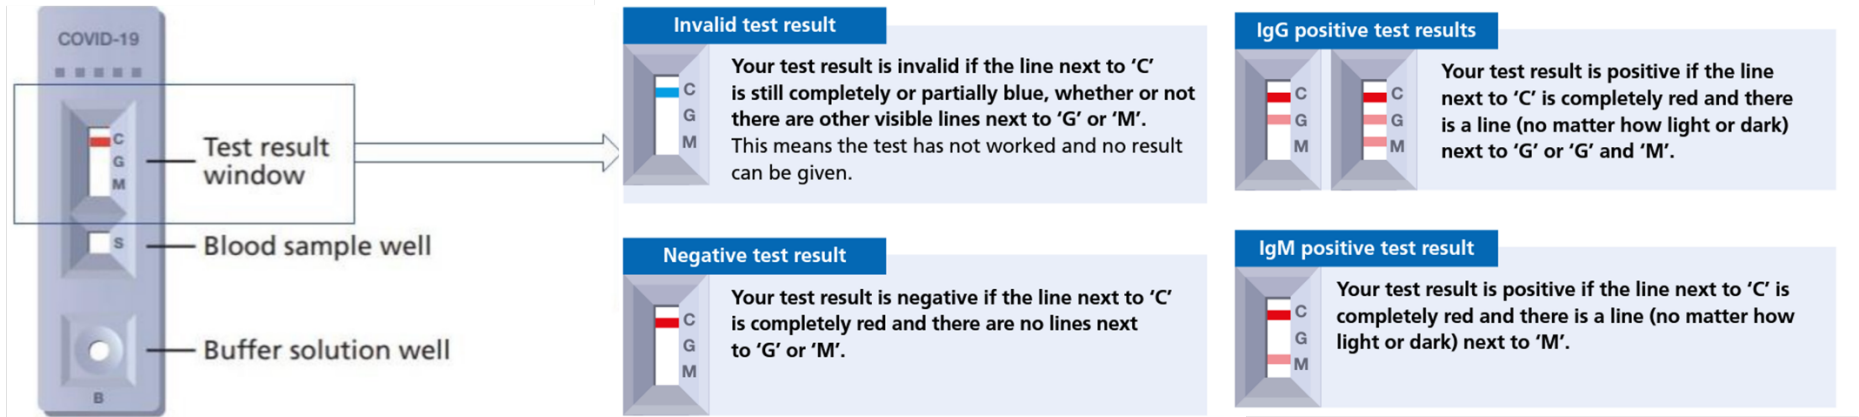 COVID-19
C
G
M
Test result
window
S
Blood sample well
Buffer solution well
B
Invalid test result
C
G
M
Your test result is invalid if the line next to ‘C’
is still completely or partially blue, whether or not
there are other visible lines next to ‘G’ or ‘M’.
This means the test has not worked and no result
can be given.
Negative test result
C
G
M
Your test result is negative if the line next to ‘C’
is completely red and there are no lines next
to ‘G’ or ‘M’.
IgG positive test results
C
G
M
C
G
M
Your test result is positive if the line
next to ‘C’ is completely red and there
is a line (no matter how light or dark)
next to ‘G’ or ‘G’ and ‘M’.
IgM positive test result
C
G
M
Your test result is positive if the line next to ‘C’ is
completely red and there is a line (no matter how
light or dark) next to ‘M’.